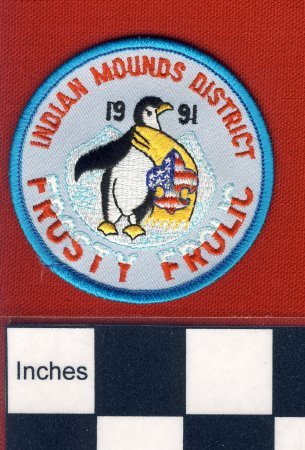 INDIAN MOUNDS DISTRICT
19 91
FROSTY FROLIC
Inches